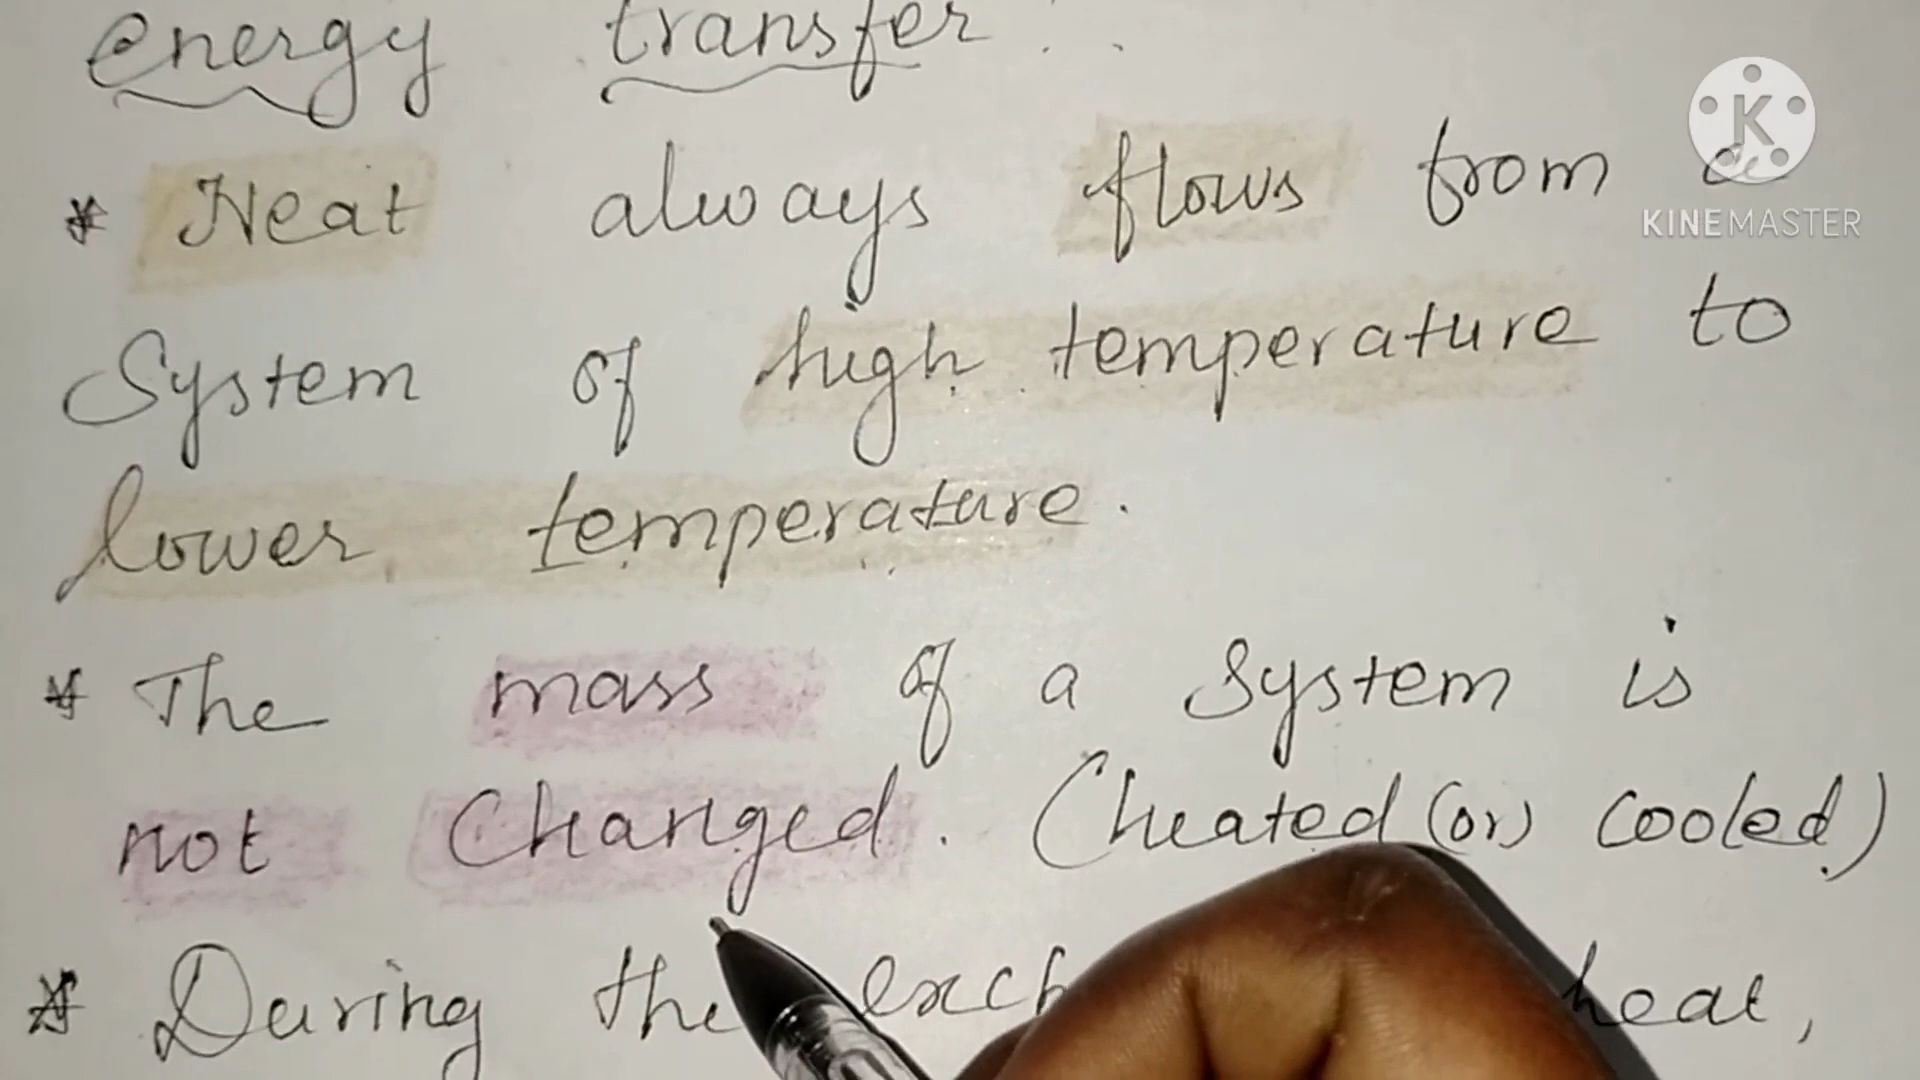 energy transfer.
* Heat always flows from a
System of high temperature to
lower temperature.
* The mass of a System is
not Changed. (heated (or) cooled)
* During the heat,
K
KINEMASTER